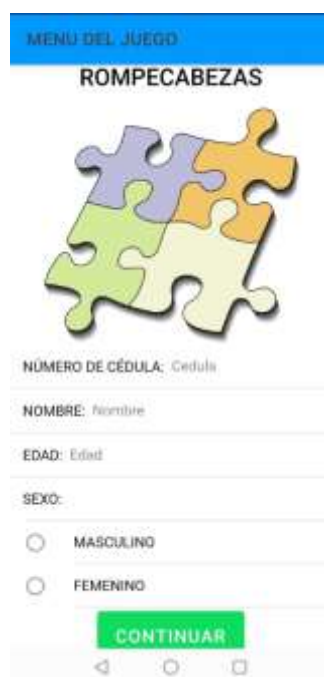 MENU DEL JUEGO
ROMPECABEZAS
NÚMERO DE CÉDULA: Cedula
NOMBRE: Nombre
EDAD: Edad
SEXO:
MASCULINO
FEMENINO
CONTINUAR